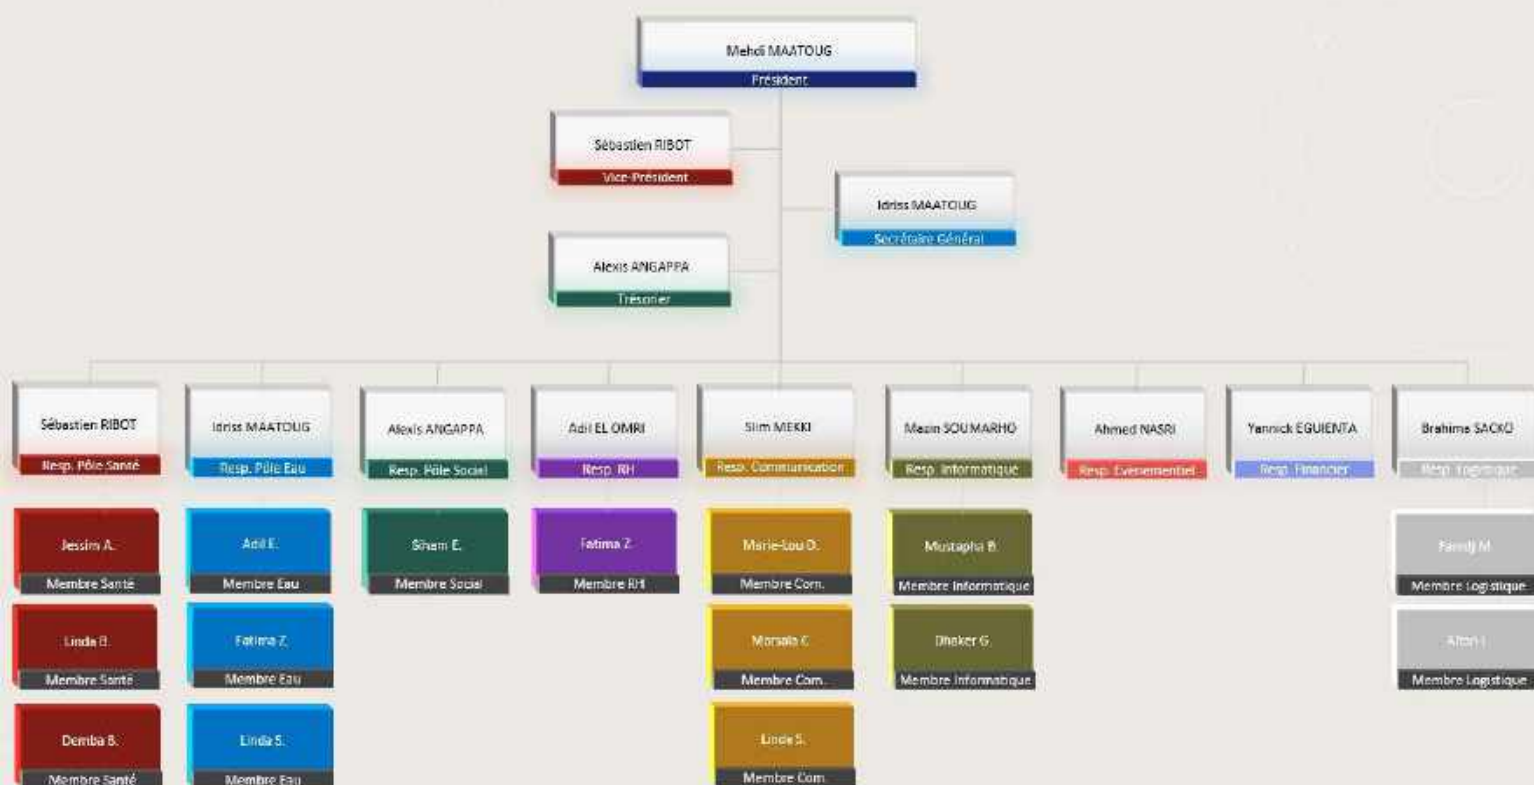 Mehdi MAATOUG
Président
Sébastien RIBOT
Vice-Président
Idriss MAATOUG
Secrétaire Général
Alexis ANGAPPA
Trésorier
Sébastien RIBOT
Resp. Pôle Santé
Idriss MAATOUG
Resp. Pôle Eau
Alexis ANGAPPA
Resp. Pôle Social
Adil EL OMRI
Resp. RH
Slim MEKKI
Resp. Communication
Mazin SOUMARHO
Resp. Informatique
Ahmed NASRI
Resp. Evènementiel
Yannick EGUIENTA
Resp. Financier
Brahima SACKO
Resp. Logistique
Jessim A.
Membre Santé
Adil E.
Membre Eau
Siham E.
Membre Social
Fatima Z.
Membre RH
Marie-Lou D.
Membre Com.
Mustapha B.
Membre Informatique
Membre Logistique
Linda B.
Membre Santé
Fatima Z.
Membre Eau
Marsala C.
Membre Com.
Dhaker G.
Membre Informatique
Membre Logistique
Demba B.
Membre Santé
Linda S.
Membre Eau
Linda S.
Membre Com.